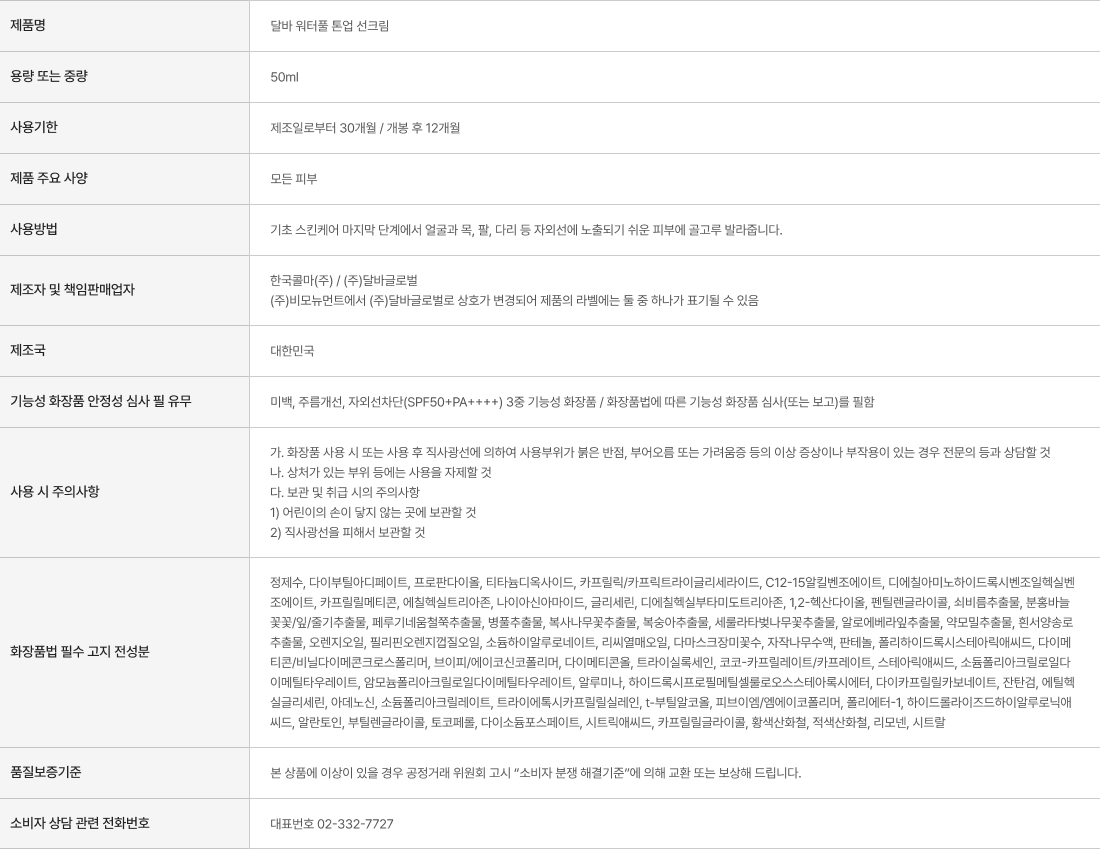 제품명
달바 워터풀 톤업 선크림
용량 또는 중량
50ml
사용기한
제조일로부터 30개월 / 개봉 후 12개월
제품 주요 사양
모든 피부
사용방법
기초 스킨케어 마지막 단계에서 얼굴과 목, 팔, 다리 등 자외선에 노출되기 쉬운 피부에 골고루 발라줍니다.
제조자 및 책임판매업자
한국콜마(주) / (주)달바글로벌
(주)비모뉴먼트에서 (주)달바글로벌로 상호가 변경되어 제품의 라벨에는 둘 중 하나가 표기될 수 있음
제조국
대한민국
기능성 화장품 안정성 심사 필 유무
미백, 주름개선, 자외선차단(SPF50+PA++++) 3중 기능성 화장품 / 화장품법에 따른 기능성 화장품 심사(또는 보고)를 필함
사용 시 주의사항
가. 화장품 사용 시 또는 사용 후 직사광선에 의하여 사용부위가 붉은 반점, 부어오름 또는 가려움증 등의 이상 증상이나 부작용이 있는 경우 전문의 등과 상담할 것
나. 상처가 있는 부위 등에는 사용을 자제할 것
다. 보관 및 취급 시의 주의사항
1) 어린이의 손이 닿지 않는 곳에 보관할 것
2) 직사광선을 피해서 보관할 것
화장품법 필수 고지 전성분
정제수, 다이부틸아디페이트, 프로판다이올, 티타늄디옥사이드, 카프릴릭/카프릭트라이글리세라이드, C12-15알킬벤조에이트, 디에칠아미노하이드록시벤조일헥실벤
조에이트, 카프릴릴메티콘, 에칠헥실트리아존, 나이아신아마이드, 글리세린, 디에칠헥실부타미도트리아존, 1,2-헥산다이올, 펜틸렌글라이콜, 쇠비름추출물, 분홍바늘
꽃꽃/잎/줄기추출물, 페루기네움철쭉추출물, 병풀추출물, 복사나무꽃추출물, 복숭아추출물, 세룰라타벚나무꽃추출물, 알로에베라잎추출물, 약모밀추출물, 흰서양송로
추출물, 오렌지오일, 필리핀오렌지껍질오일, 소듐하이알루로네이트, 리씨열매오일, 다마스크장미꽃수, 자작나무수액, 판테놀, 폴리하이드록시스테아릭애씨드, 다이메
티콘/비닐다이메콘크로스폴리머, 브이피/에이코신코폴리머, 다이메티콘올, 트라이실록세인, 코코-카프릴레이트/카프레이트, 스테아릭애씨드, 소듐폴리아크릴로일다
이메틸타우레이트, 암모늄폴리아크릴로일다이메틸타우레이트, 알루미나, 하이드록시프로필메틸셀룰로오스스테아록시에터, 다이카프릴릴카보네이트, 잔탄검, 에틸헥
실글리세린, 아데노신, 소듐폴리아크릴레이트, 트라이에톡시카프릴릴실레인, t-부틸알코올, 피브이엠/엠에이코폴리머, 폴리에터-1, 하이드롤라이즈드하이알루로닉애
씨드, 알란토인, 부틸렌글라이콜, 토코페롤, 다이소듐포스페이트, 시트릭애씨드, 카프릴릴글라이콜, 황색산화철, 적색산화철, 리모넨, 시트랄
품질보증기준
본 상품에 이상이 있을 경우 공정거래 위원회 고시 “소비자 분쟁 해결기준”에 의해 교환 또는 보상해 드립니다.
소비자 상담 관련 전화번호
대표번호 02-332-7727